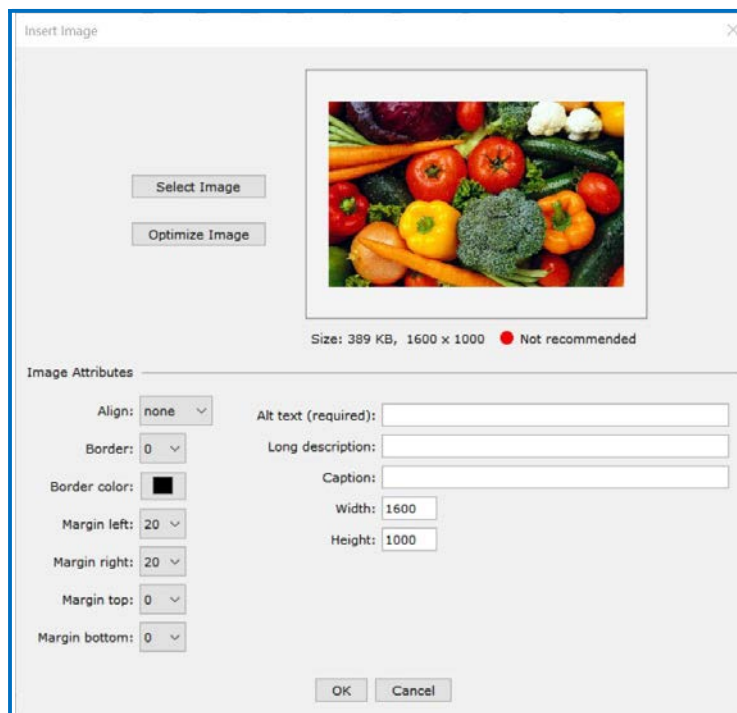 Insert Image
Select Image
Optimize Image
Size: 389 KB, 1600 x 1000 Not recommended
Image Attributes
Align: none
Border: 0
Border color:
Margin left: 20
Margin right: 20
Margin top: 0
Margin bottom: 0
Alt text (required):
Long description:
Caption:
Width: 1600
Height: 1000
OK Cancel